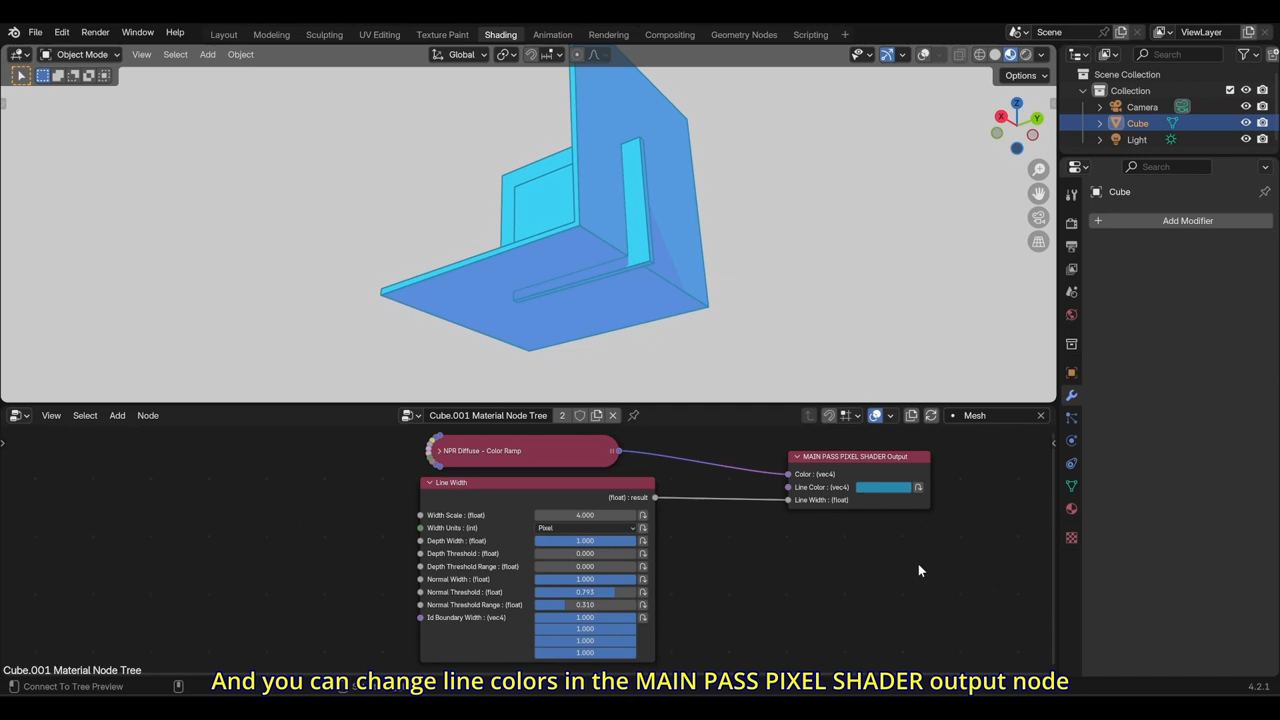 File Edit Render Window Help Layout Modeling Sculpting UV Editing Texture Paint Shading Animation Rendering Compositing Geometry Nodes Scripting + Scene ViewLayer
Object Mode View Select Add Object Global Search
Options
Scene Collection
Collection
Camera
Cube
Light
X Y Z
Search
Cube
+ Add Modifier
View Select Add Node Cube.001 Material Node Tree 2 Mesh
NPR Diffuse - Color Ramp
Line Width
(float) : result
Width Scale : (float) 4.000
Width Units : (int) Pixel
Depth Width : (float) 1.000
Depth Threshold : (float) 0.000
Depth Threshold Range : (float) 0.000
Normal Width : (float) 1.000
Normal Threshold : (float) 0.793
Normal Threshold Range : (float) 0.310
Id Boundary Width : (vec4) 1.000
1.000
1.000
1.000
MAIN PASS PIXEL SHADER Output
Color : (vec4)
Line Color : (vec4)
Line Width : (float)
Cube.001 Material Node Tree
Connect To Tree Preview
4.2.1
And you can change line colors in the MAIN PASS PIXEL SHADER output node